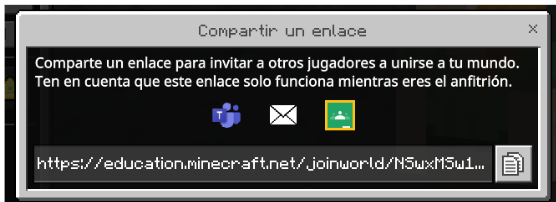 Compartir un enlace
Comparte un enlace para invitar a otros jugadores a unirse a tu mundo.
Ten en cuenta que este enlace solo funciona mientras eres el anfitrión.
https://education.minecraft.net/joinworld/NSwxMSw1...